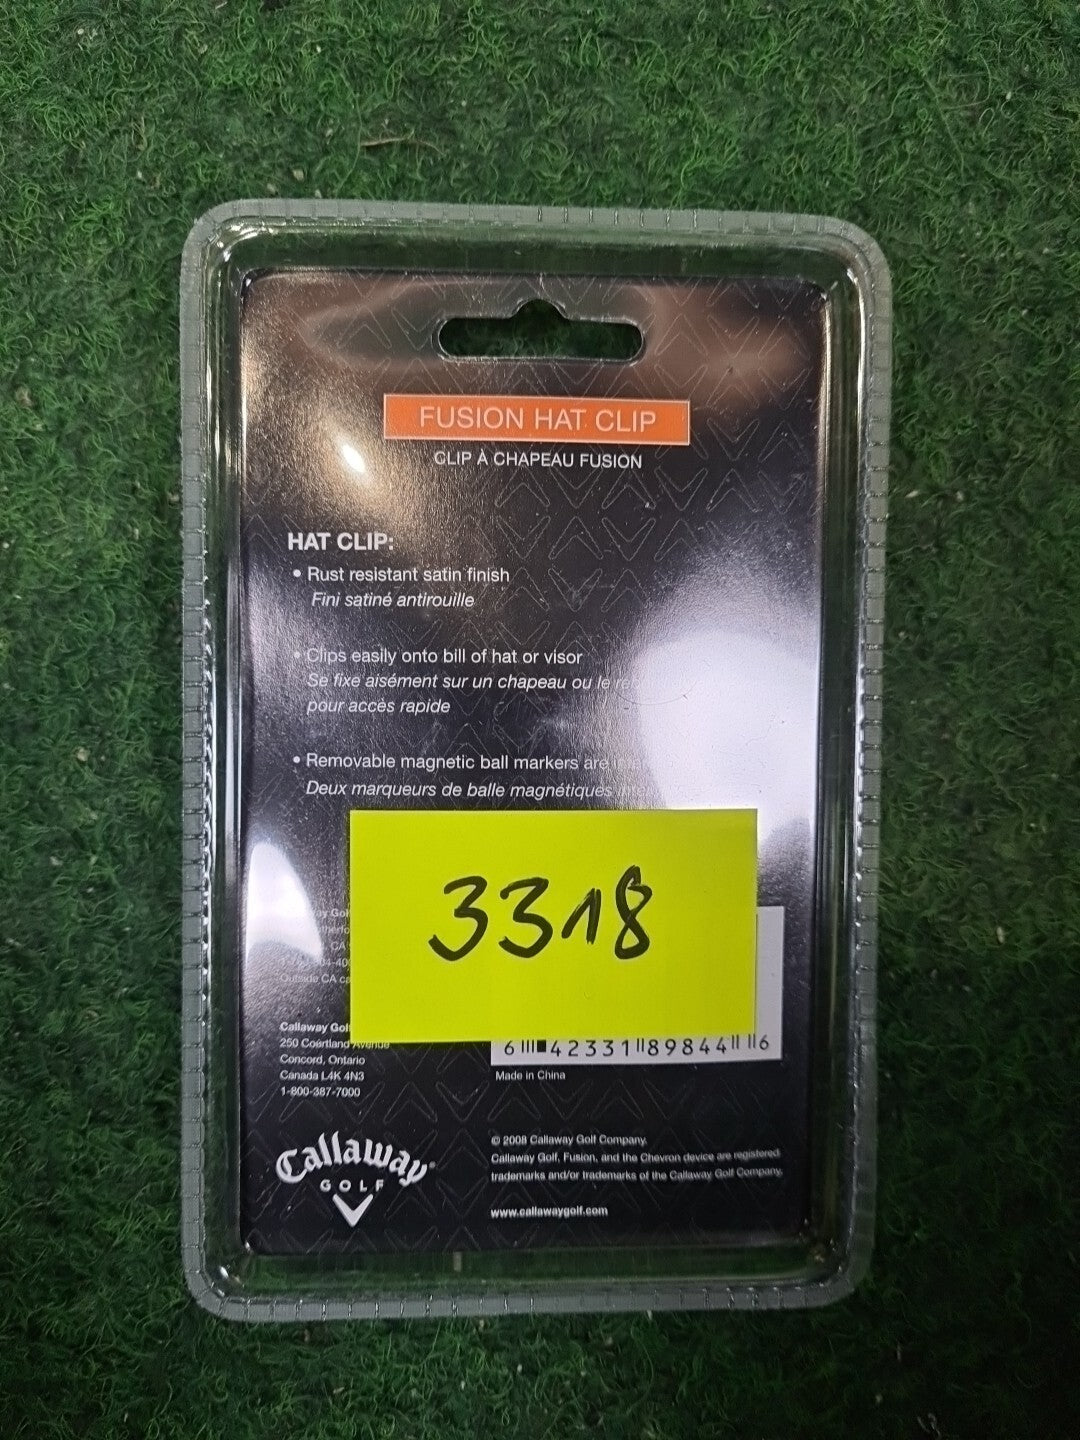 FUSION HAT CLIP
CLIP À CHAPEAU FUSION
HAT CLIP:
• Rust resistant satin finish
Fini satiné antirouille
• Clips easily onto bill of hat or visor
Se fixe aisément sur un chapeau ou le
pour accès rapide
• Removable magnetic ball markers are
Deux marqueurs de balle magnétiques
3318
CA
Outside CA
Callaway
250 Courtland Avenue
Concord, Ontario
Canada L4K 4N3
1-800-387-7000
6 42331 89844 6
Made in China
Callaway
GOLF
© 2008 Callaway Golf Company.
Callaway Golf, Fusion, and the Chevron device are registered
trademarks and/or trademarks of the Callaway Golf Company.
www.callawaygolf.com